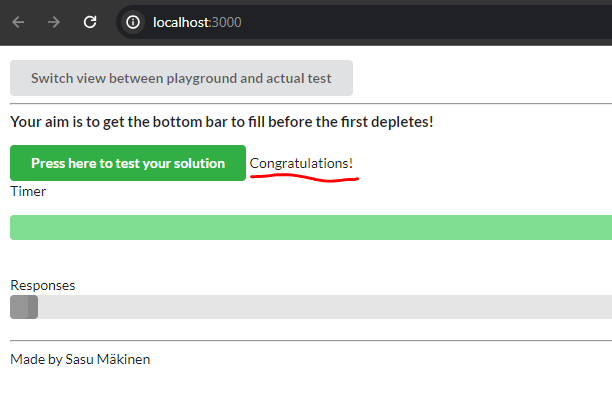 localhost:3000
Switch view between playground and actual test
Your aim is to get the bottom bar to fill before the first depletes!
Press here to test your solution Congratulations!
Timer
Responses
Made by Sasu Mäkinen